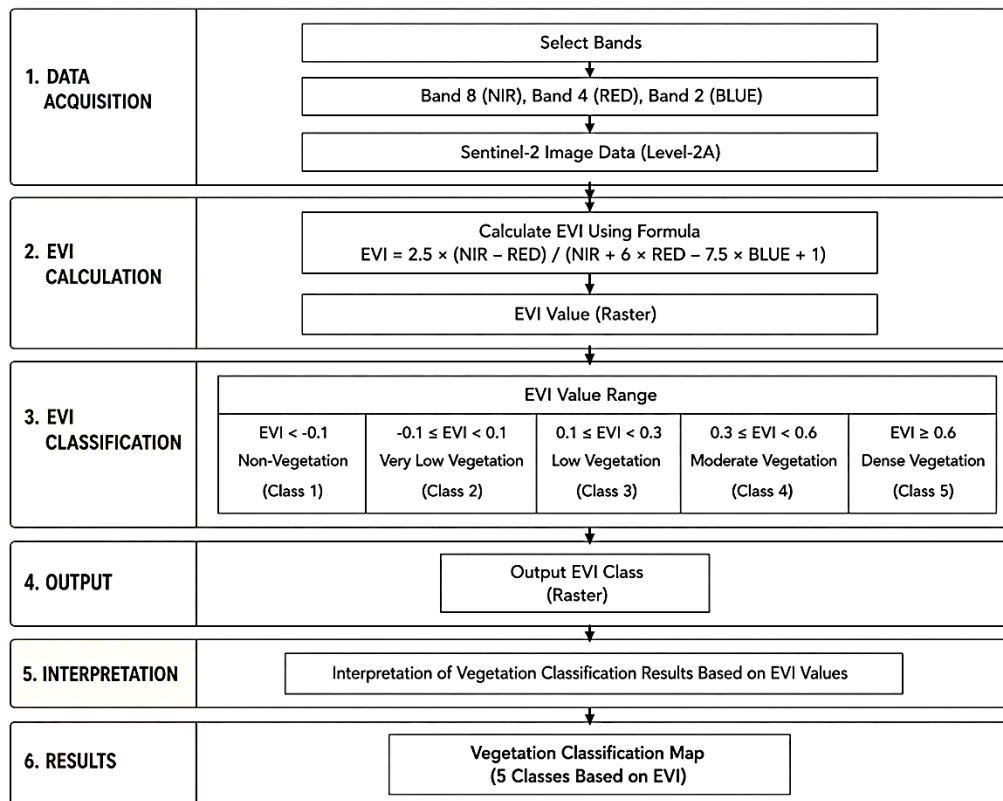 1. DATA
ACQUISITION
Select Bands
Band 8 (NIR), Band 4 (RED), Band 2 (BLUE)
Sentinel-2 Image Data (Level-2A)
2. EVI
CALCULATION
Calculate EVI Using Formula
EVI = 2.5 × (NIR – RED) / (NIR + 6 × RED – 7.5 × BLUE + 1)
EVI Value (Raster)
3. EVI
CLASSIFICATION
EVI Value Range
EVI < -0.1
Non-Vegetation
(Class 1)
-0.1 ≤ EVI < 0.1
Very Low Vegetation
(Class 2)
0.1 ≤ EVI < 0.3
Low Vegetation
(Class 3)
0.3 ≤ EVI < 0.6
Moderate Vegetation
(Class 4)
EVI ≥ 0.6
Dense Vegetation
(Class 5)
4. OUTPUT
Output EVI Class
(Raster)
5. INTERPRETATION
Interpretation of Vegetation Classification Results Based on EVI Values
6. RESULTS
Vegetation Classification Map
(5 Classes Based on EVI)